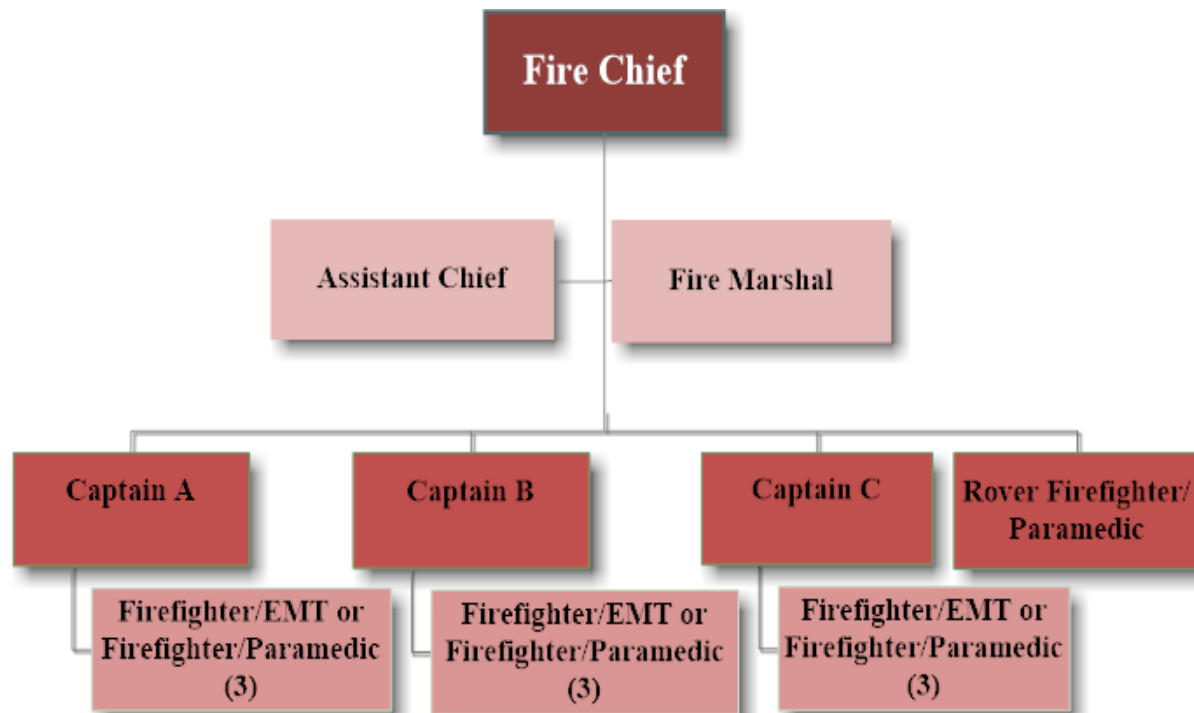 Fire Chief
Assistant Chief
Fire Marshal
Captain A
Captain B
Captain C
Rover Firefighter/
Paramedic
Firefighter/EMT or
Firefighter/Paramedic
(3)
Firefighter/EMT or
Firefighter/Paramedic
(3)
Firefighter/EMT or
Firefighter/Paramedic
(3)